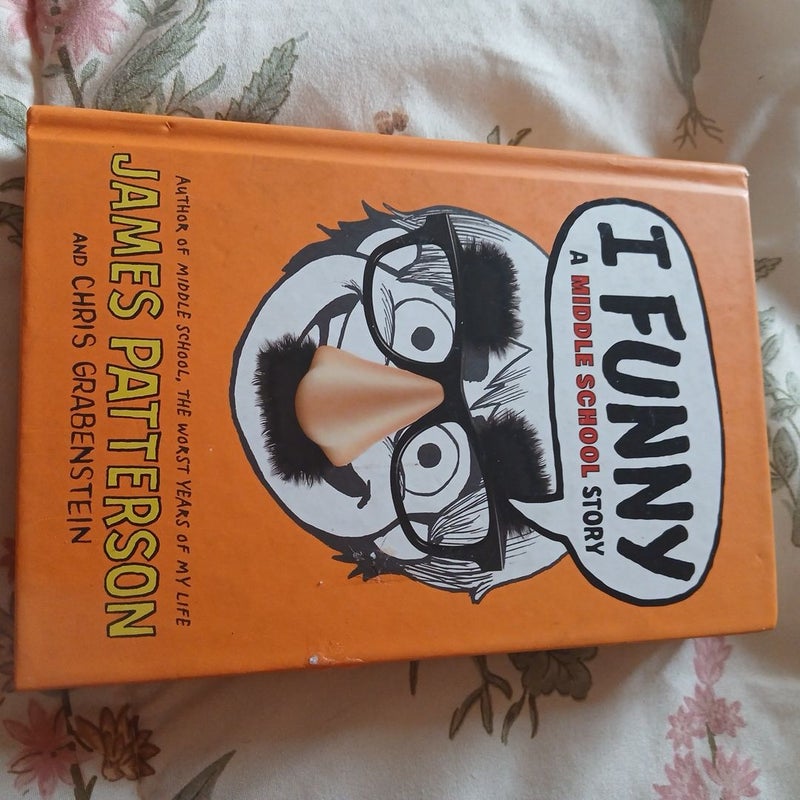 I FUNNY
A MIDDLE SCHOOL STORY
AUTHOR OF MIDDLE SCHOOL, THE WORST YEARS OF MY LIFE
JAMES PATTERSON
AND CHRIS GRABENSTEIN